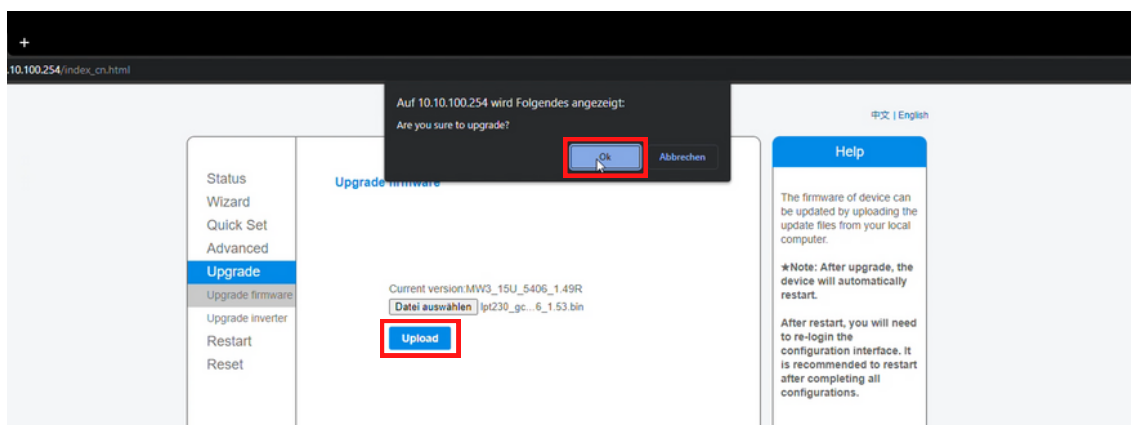 +
.10.100.254/index_cn.html
Auf 10.10.100.254 wird Folgendes angezeigt:
Are you sure to upgrade?
Ok
Abbrechen
中文 | English
Status
Wizard
Quick Set
Advanced
Upgrade
Upgrade firmware
Upgrade inverter
Restart
Reset
Upgrade firmware
Current version:MW3_15U_5406_1.49R
Datei auswählen lpt230_gc...6_1.53.bin
Upload
Help
The firmware of device can
be updated by uploading the
update files from your local
computer.
★Note: After upgrade, the
device will automatically
restart.
After restart, you will need
to re-login the
configuration interface. It
is recommended to restart
after completing all
configurations.